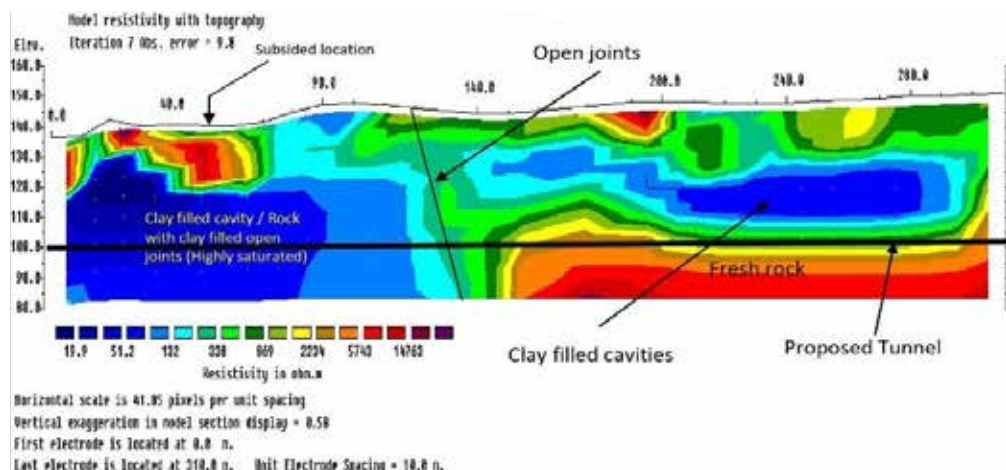 Model resistivity with topography
Iteration 7 Abs. error = 9.8
Elev.
Subsided location
Open joints
160.0
150.0
140.0
130.0
120.0
110.0
100.0
90.0
80.0
0.0
40.0
90.0
140.0
200.0
240.0
280.0
Clay filled cavity / Rock
with clay filled open
joints (Highly saturated)
Fresh rock
Clay filled cavities
Proposed Tunnel
19.9 51.2 132 338 869 2234 5743 14763
Resistivity in ohm.m
Horizontal scale is 41.05 pixels per unit spacing
Vertical exaggeration in model section display = 0.58
First electrode is located at 0.0 m.
Last electrode is located at 310.0 m. Unit Electrode Spacing = 10.0 m.